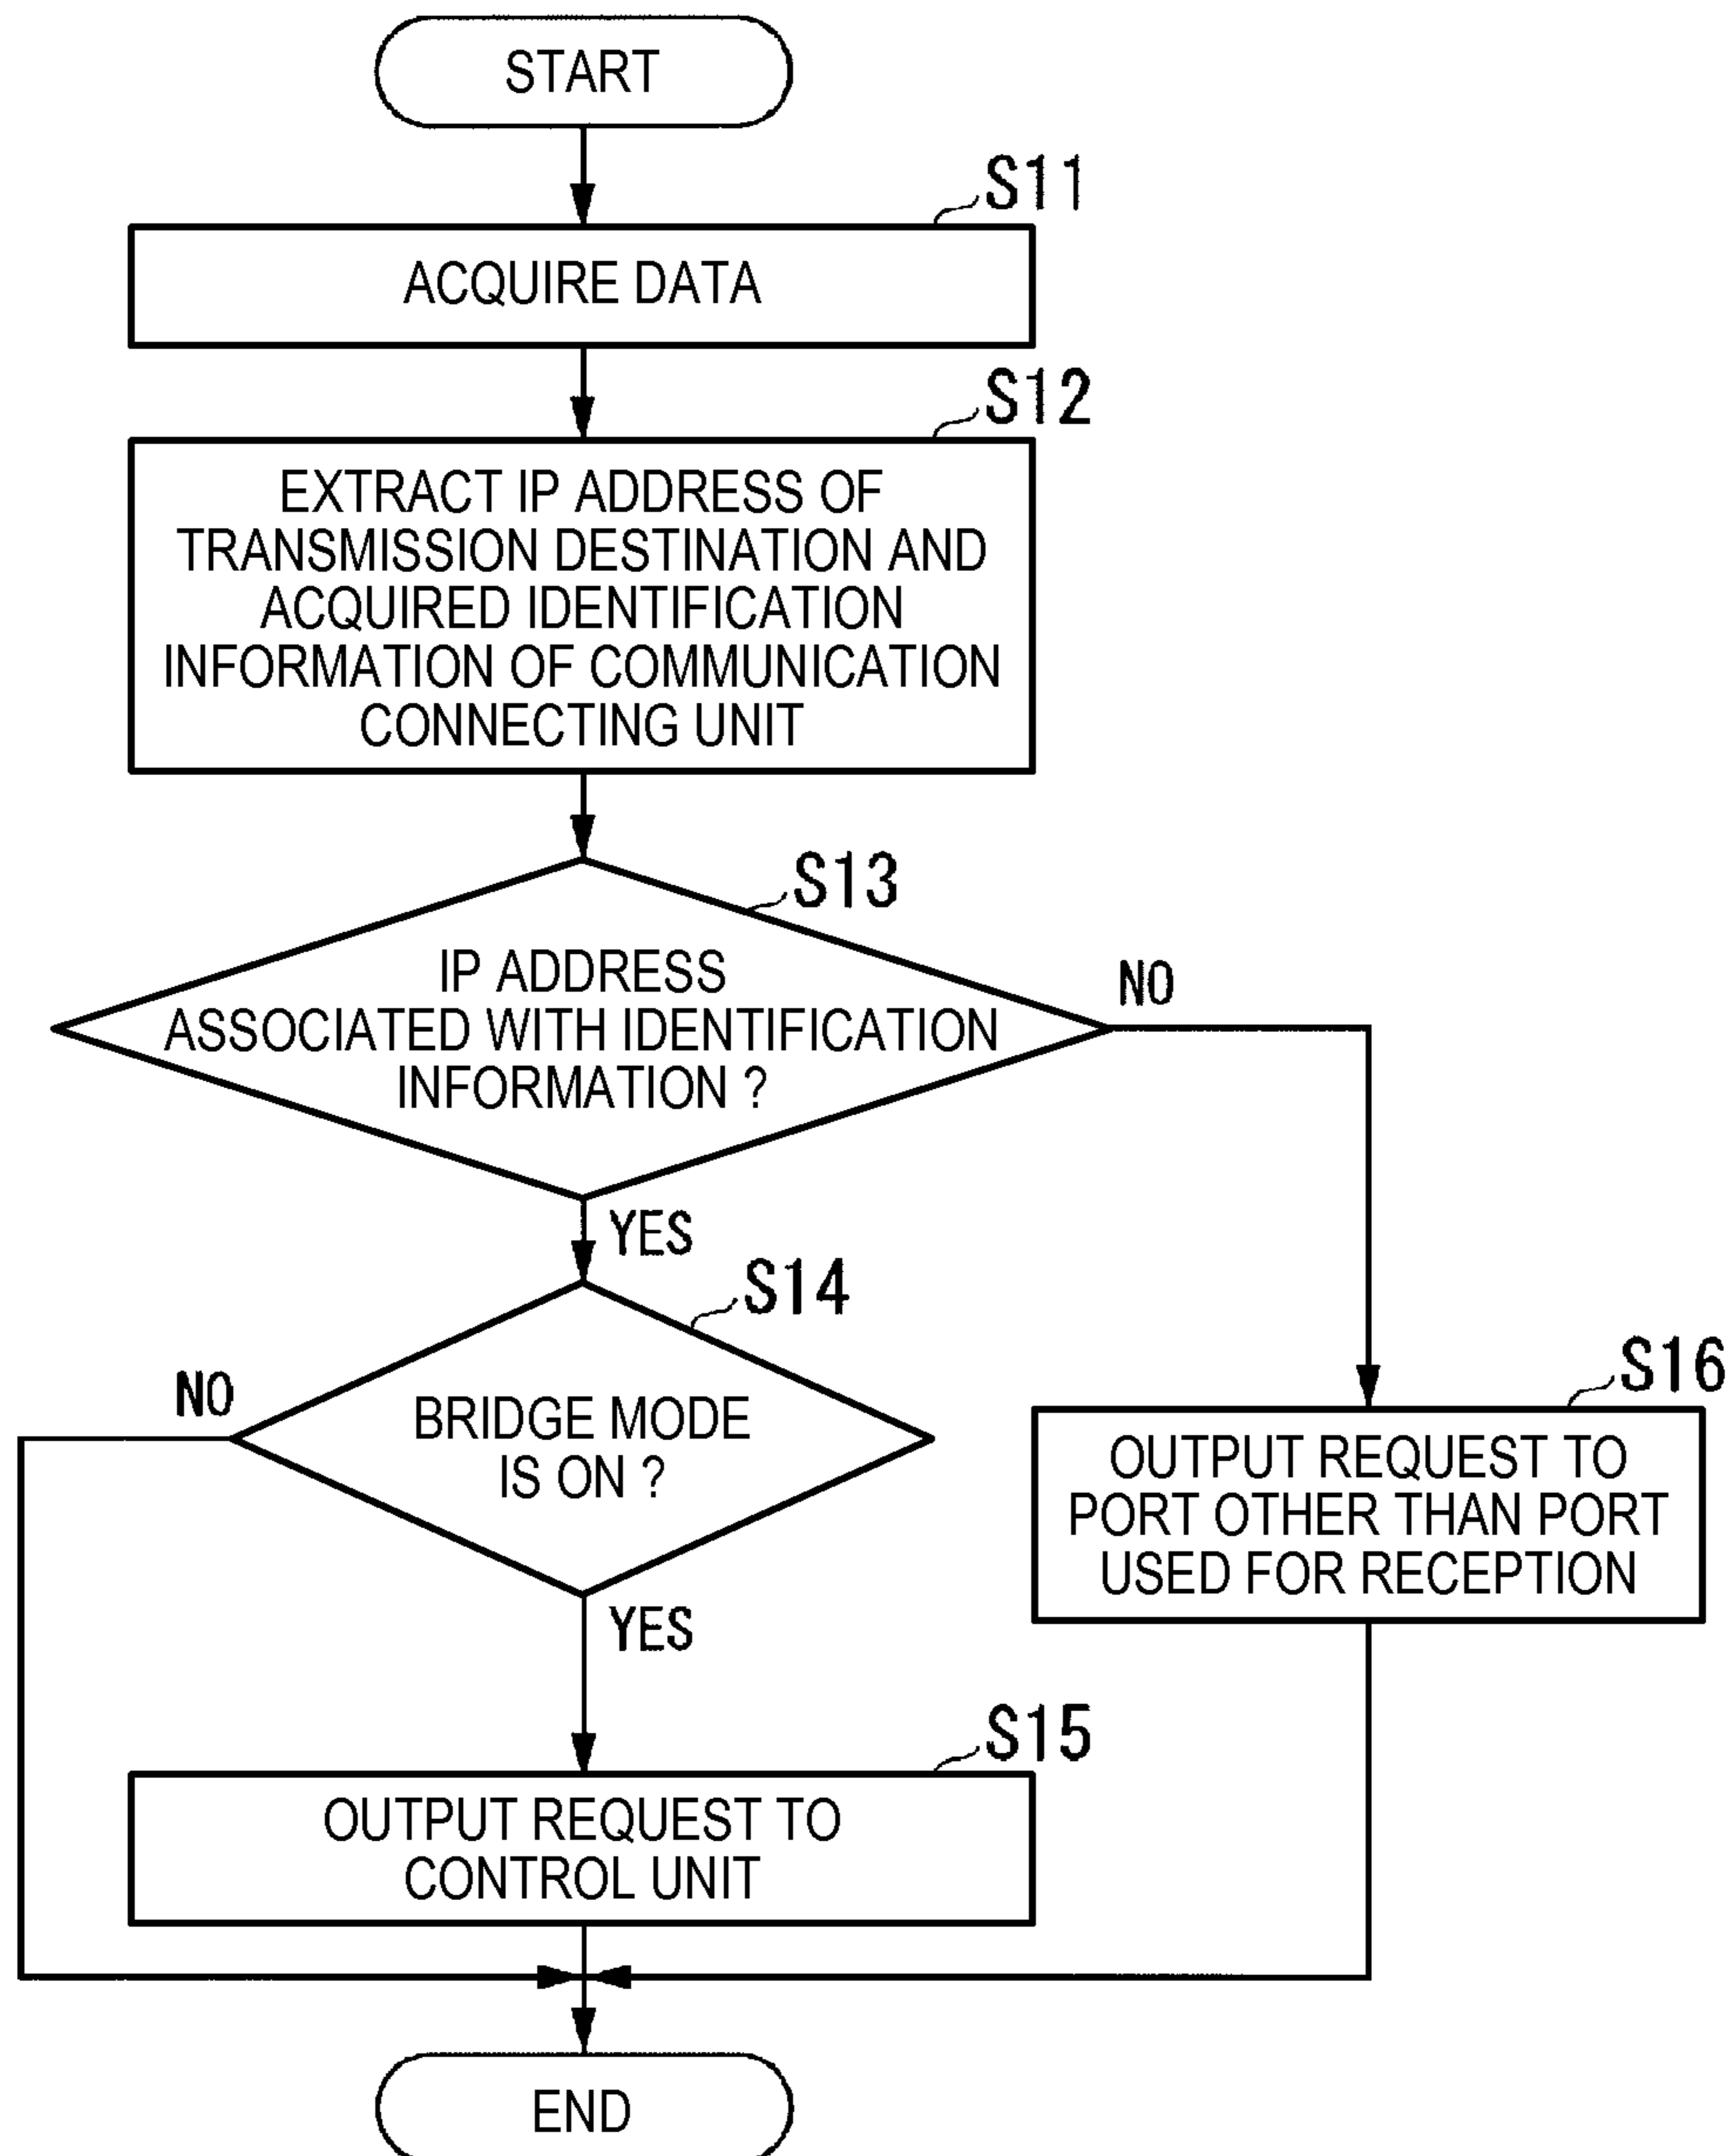 START
S11
ACQUIRE DATA
S12
EXTRACT IP ADDRESS OF
TRANSMISSION DESTINATION AND
ACQUIRED IDENTIFICATION
INFORMATION OF COMMUNICATION
CONNECTING UNIT
S13
IP ADDRESS
ASSOCIATED WITH IDENTIFICATION
INFORMATION ?
NO
YES
S14
NO
BRIDGE MODE
IS ON ?
S16
OUTPUT REQUEST TO
PORT OTHER THAN PORT
USED FOR RECEPTION
YES
S15
OUTPUT REQUEST TO
CONTROL UNIT
END